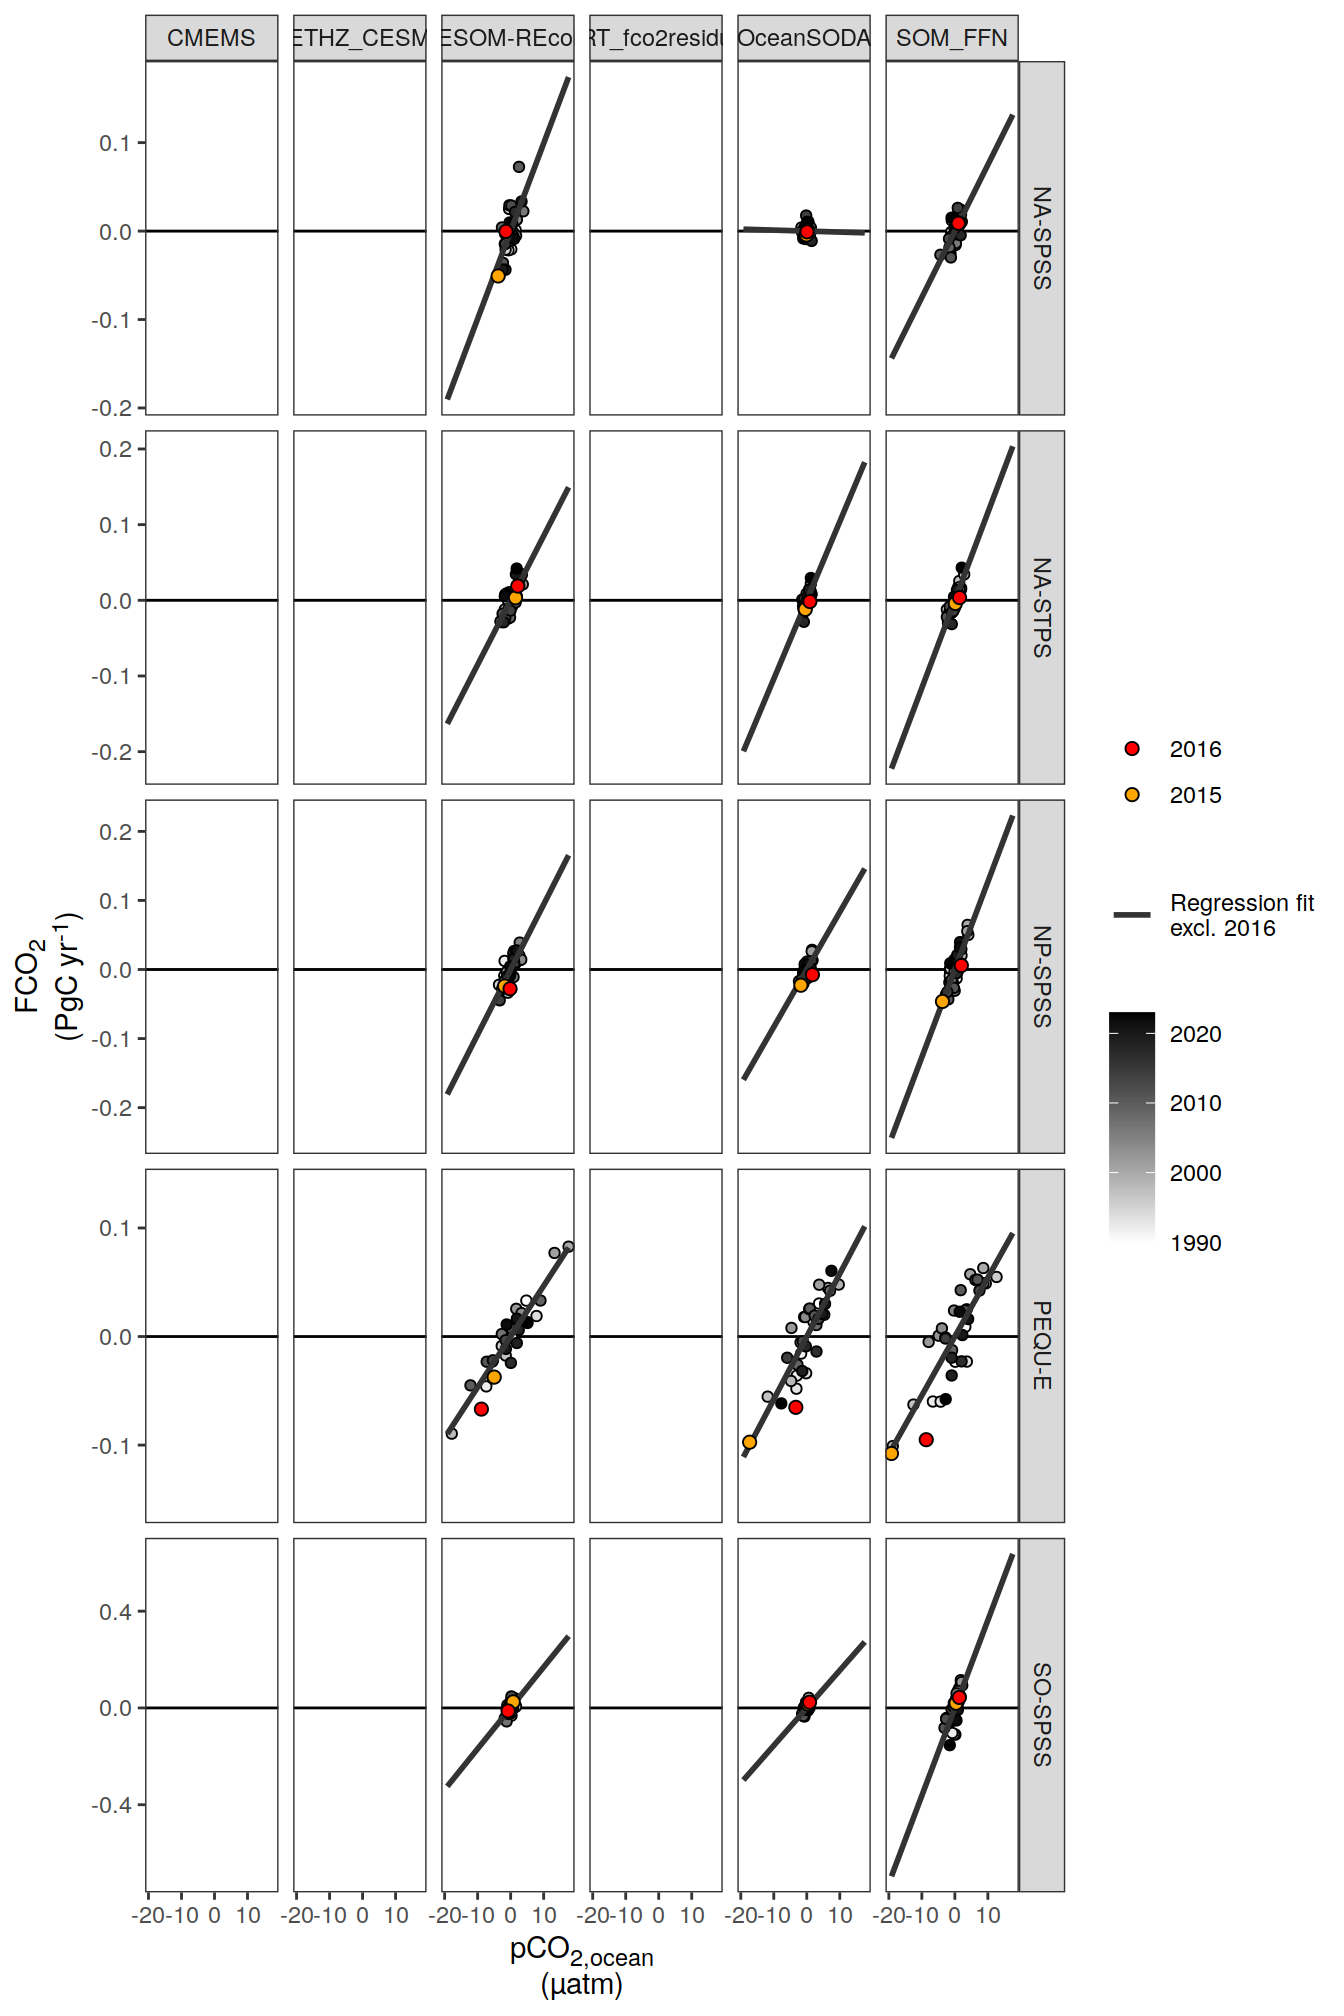 CMEMS ETHZ_CESM ESOM-REco RT_fco2residu OceanSODA SOM_FFN
0.1
0.0
-0.1
-0.2
NA-SPSS
0.2
0.1
0.0
-0.1
-0.2
NA-STPS
0.2
0.1
0.0
-0.1
-0.2
NP-SPSS
0.1
0.0
-0.1
PEQU-E
0.4
0.0
-0.4
SO-SPSS
-20 -10 0 10 -20 -10 0 10 -20 -10 0 10 -20 -10 0 10 -20 -10 0 10 -20 -10 0 10
pCO2,ocean
(µatm)
FCO2
(PgC yr-1)
2016
2015
Regression fit
excl. 2016
2020
2010
2000
1990